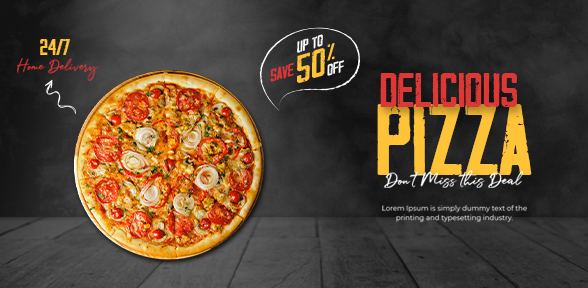 24/7
Home Delivery
UP TO
SAVE 50% OFF
DELICIOUS
PIZZA
Don't Miss this Deal
Lorem Ipsum is simply dummy text of the
printing and typesetting industry.